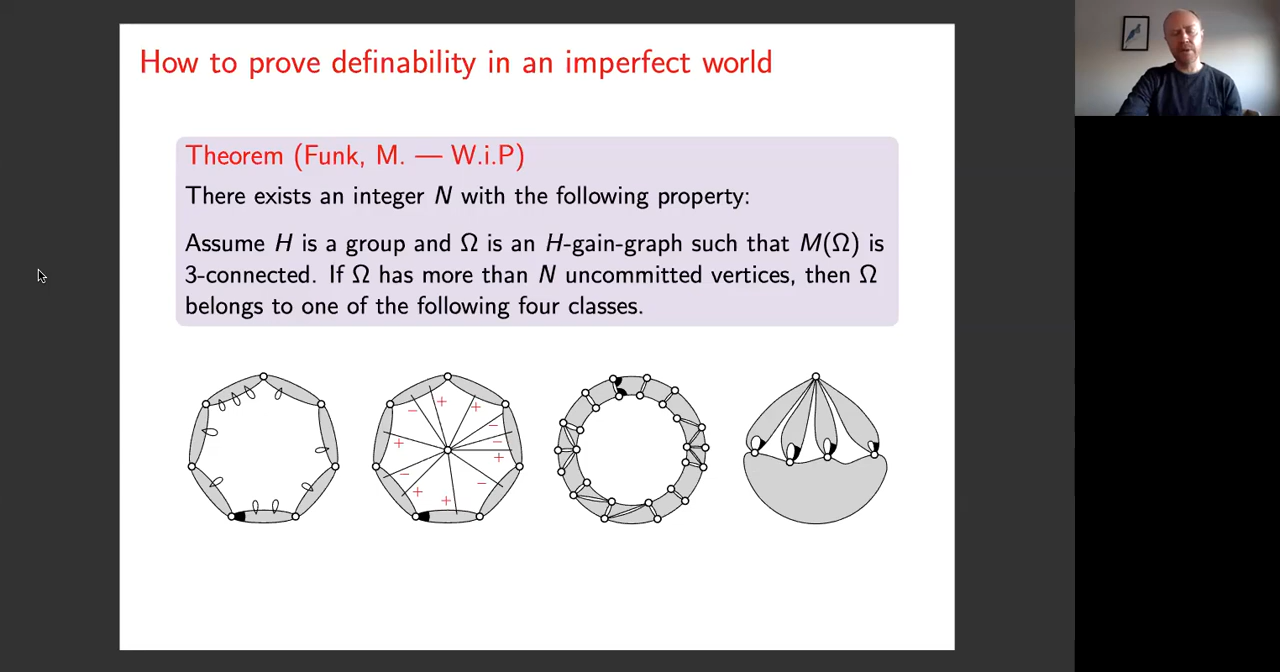 How to prove definability in an imperfect world
Theorem (Funk, M. — W.i.P)
There exists an integer N with the following property:
Assume H is a group and Ω is an H-gain-graph such that M(Ω) is
3-connected. If Ω has more than N uncommitted vertices, then Ω
belongs to one of the following four classes.
+
−
+
−
+
−
−
+
−
+
+
−